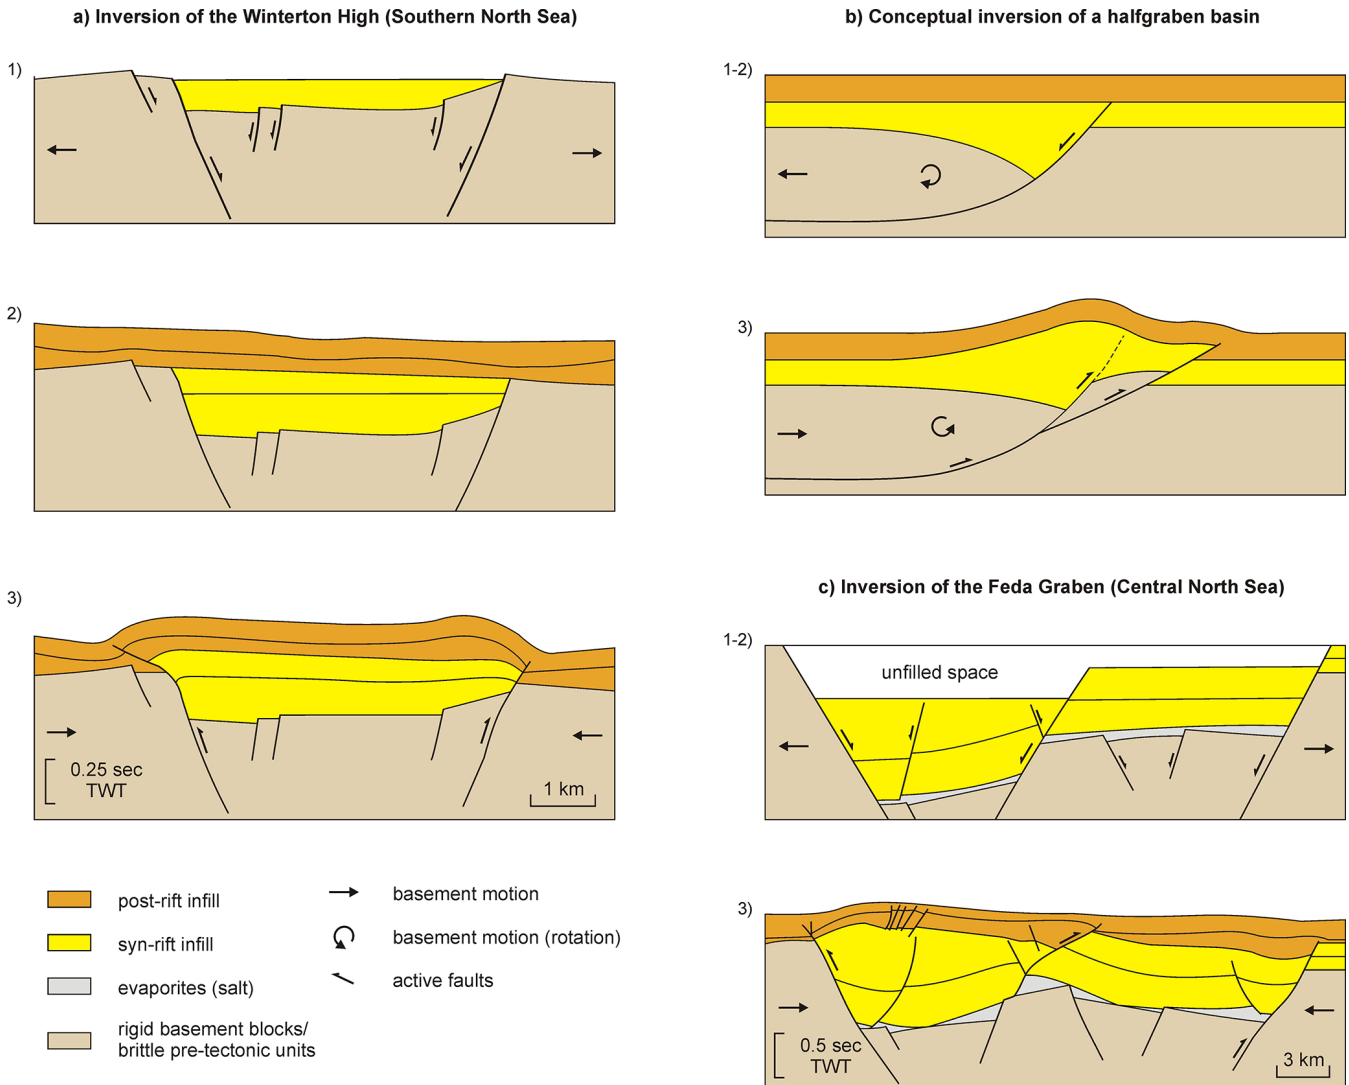 a) Inversion of the Winterton High (Southern North Sea)
1)
2)
3)
0.25 sec
TWT
1 km
b) Conceptual inversion of a halfgraben basin
1-2)
3)
c) Inversion of the Feda Graben (Central North Sea)
1-2)
unfilled space
3)
0.5 sec
TWT
3 km
post-rift infill
syn-rift infill
evaporites (salt)
rigid basement blocks/
brittle pre-tectonic units
basement motion
basement motion (rotation)
active faults